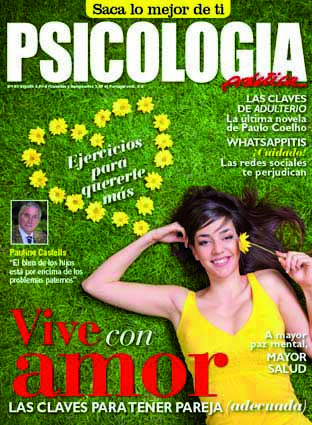 Saca lo mejor de ti
PSICOLOGIA
práctica
LAS CLAVES
DE ADULTERIO
La última novela
de Paulo Coelho
WHATSAPPITIS
¡Cuidado!
Las redes sociales
te perjudican
Ejercicios
para
quererte
más
Paulino Castells
"El bien de los hijos
está por encima de los
problemas paternos"
Vive con
amor
A mayor
paz mental,
MAYOR
SALUD
LAS CLAVES PARA TENER PAREJA (adecuada)